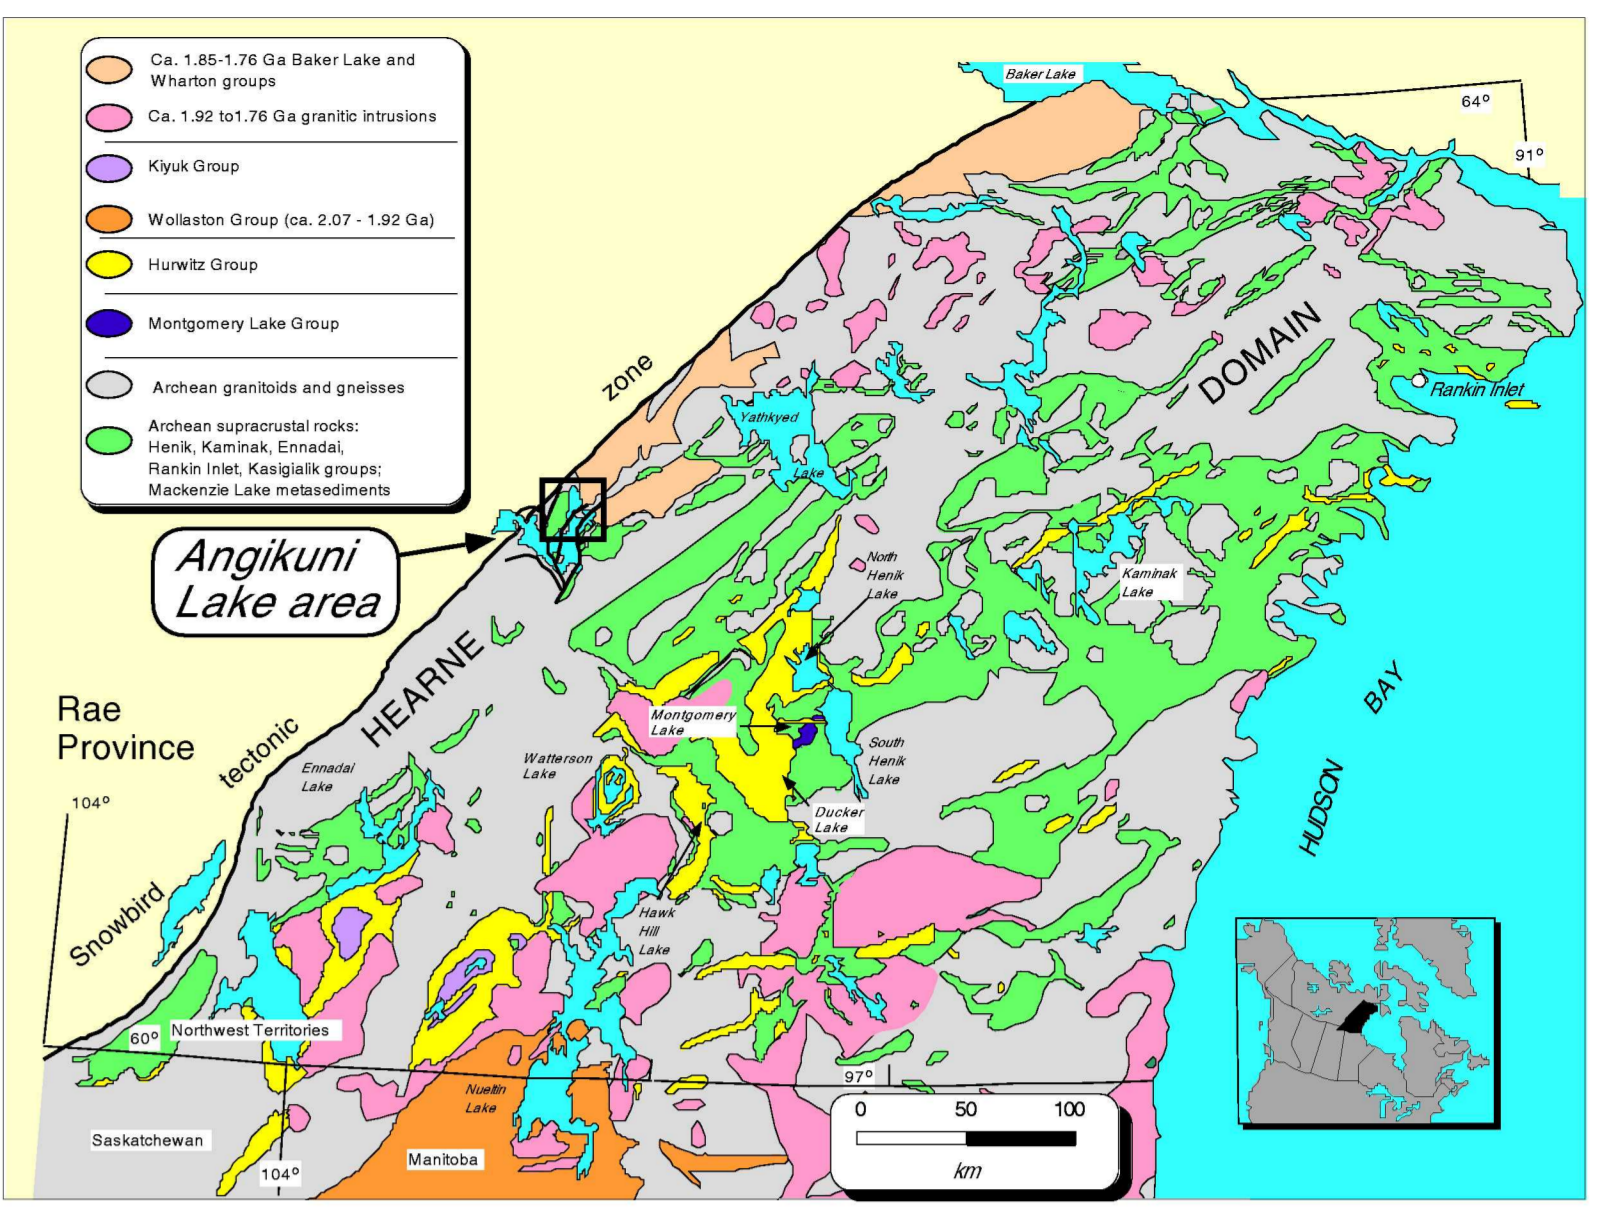 Ca. 1.85-1.76 Ga Baker Lake and
Wharton groups
Ca. 1.92 to1.76 Ga granitic intrusions
Kiyuk Group
Wollaston Group (ca. 2.07 - 1.92 Ga)
Hurwitz Group
Montgomery Lake Group
Archean granitoids and gneisses
Archean supracrustal rocks:
Henik, Kaminak, Ennadai,
Rankin Inlet, Kasigialik groups;
Mackenzie Lake metasediments
Baker Lake
64°
91°
zone
DOMAIN
Rankin Inlet
Yathkyed
Lake
Angikuni
Lake area
North
Henik
Lake
Kaminak
Lake
HEARNE
Rae
Province
tectonic
BAY
Montgomery
Lake
South
Henik
Lake
Watterson
Lake
Ennadai
Lake
104°
Ducker
Lake
HUDSON
Snowbird
Hawk
Hill
Lake
60°
Northwest Territories
97°
Nueltin
Lake
Saskatchewan
Manitoba
104°
0 50 100
km